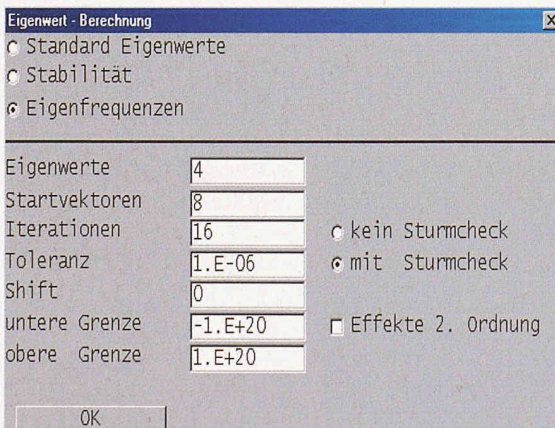 Eigenwert - Berechnung
Standard Eigenwerte
Stabilität
Eigenfrequenzen
Eigenwerte 4
Startvektoren 8
Iterationen 16 kein Sturmcheck
Toleranz 1.E-06 mit Sturmcheck
Shift 0
untere Grenze -1.E+20 Effekte 2. Ordnung
obere Grenze 1.E+20
OK